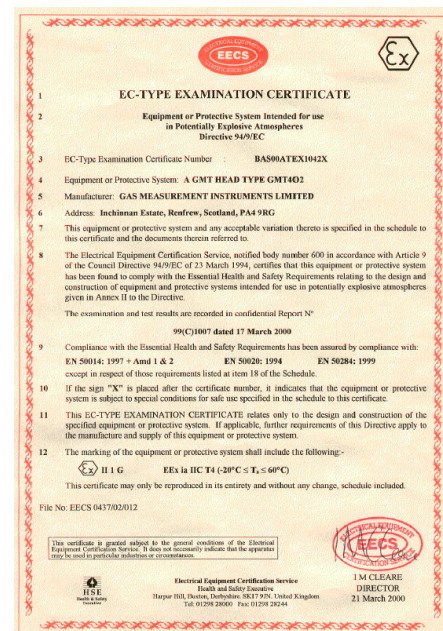 ELECTRICAL EQUIPMENT
EECS
CERTIFICATION SERVICE
Ex
1 EC-TYPE EXAMINATION CERTIFICATE
2 Equipment or Protective System Intended for use
in Potentially Explosive Atmospheres
Directive 94/9/EC
3 EC-Type Examination Certificate Number : BAS00ATEX1042X
4 Equipment or Protective System: A GMT HEAD TYPE GMT4O2
5 Manufacturer: GAS MEASUREMENT INSTRUMENTS LIMITED
6 Address: Inchinnan Estate, Renfrew, Scotland, PA4 9RG
7 This equipment or protective system and any acceptable variation thereto is specified in the schedule to
this certificate and the documents therein referred to.
8 The Electrical Equipment Certification Service, notified body number 600 in accordance with Article 9
of the Council Directive 94/9/EC of 23 March 1994, certifies that this equipment or protective system
has been found to comply with the Essential Health and Safety Requirements relating to the design and
construction of equipment and protective systems intended for use in potentially explosive atmospheres
given in Annex II to the Directive.
The examination and test results are recorded in confidential Report N°
99(C)1007 dated 17 March 2000
9 Compliance with the Essential Health and Safety Requirements has been assured by compliance with:
EN 50014: 1997 + Amd 1 & 2 EN 50020: 1994 EN 50284: 1999
except in respect of those requirements listed at item 18 of the Schedule.
10 If the sign "X" is placed after the certificate number, it indicates that the equipment or protective
system is subject to special conditions for safe use specified in the schedule to this certificate.
11 This EC-TYPE EXAMINATION CERTIFICATE relates only to the design and construction of the
specified equipment or protective system. If applicable, further requirements of this Directive apply to
the manufacture and supply of this equipment or protective system.
12 The marking of the equipment or protective system shall include the following:-
Ex II 1 G EEx ia IIC T4 (-20°C ≤ Ta ≤ 60°C)
This certificate may only be reproduced in its entirety and without any change, schedule included.
File No: EECS 0437/02/012
This certificate is granted subject to the general conditions of the Electrical
Equipment Certification Service. It does not necessarily indicate that the apparatus
may be used in particular industries or circumstances.
ELECTRICAL EQUIPMENT
EECS
CERTIFICATION SERVICE
HSE
Health & Safety
Executive
Electrical Equipment Certification Service
Health and Safety Executive
Harpur Hill, Buxton, Derbyshire. SK17 9JN. United Kingdom
Tel: 01298 28000 Fax: 01298 28244
I M CLEARE
DIRECTOR
21 March 2000